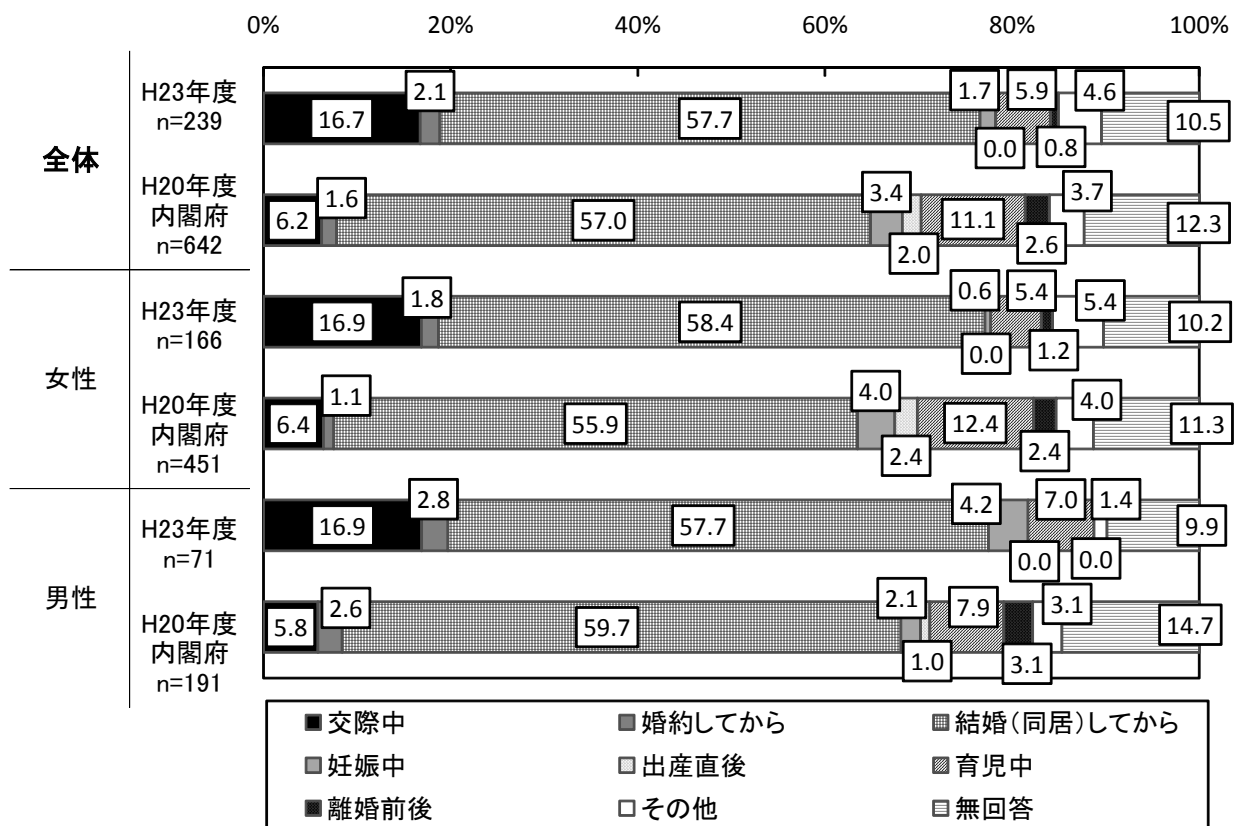 0% 20% 40% 60% 80% 100%
全体
H23年度
n=239
16.7 2.1 57.7 1.7 0.0 5.9 0.8 4.6 10.5
H20年度
内閣府
n=642
6.2 1.6 57.0 3.4 2.0 11.1 2.6 3.7 12.3
女性
H23年度
n=166
16.9 1.8 58.4 0.6 0.0 5.4 1.2 5.4 10.2
H20年度
内閣府
n=451
6.4 1.1 55.9 4.0 2.4 12.4 2.4 4.0 11.3
男性
H23年度
n=71
16.9 2.8 57.7 4.2 0.0 7.0 0.0 1.4 9.9
H20年度
内閣府
n=191
5.8 2.6 59.7 2.1 1.0 7.9 3.1 3.1 14.7
交際中 婚約してから 結婚(同居)してから
妊娠中 出産直後 育児中
離婚前後 その他 無回答